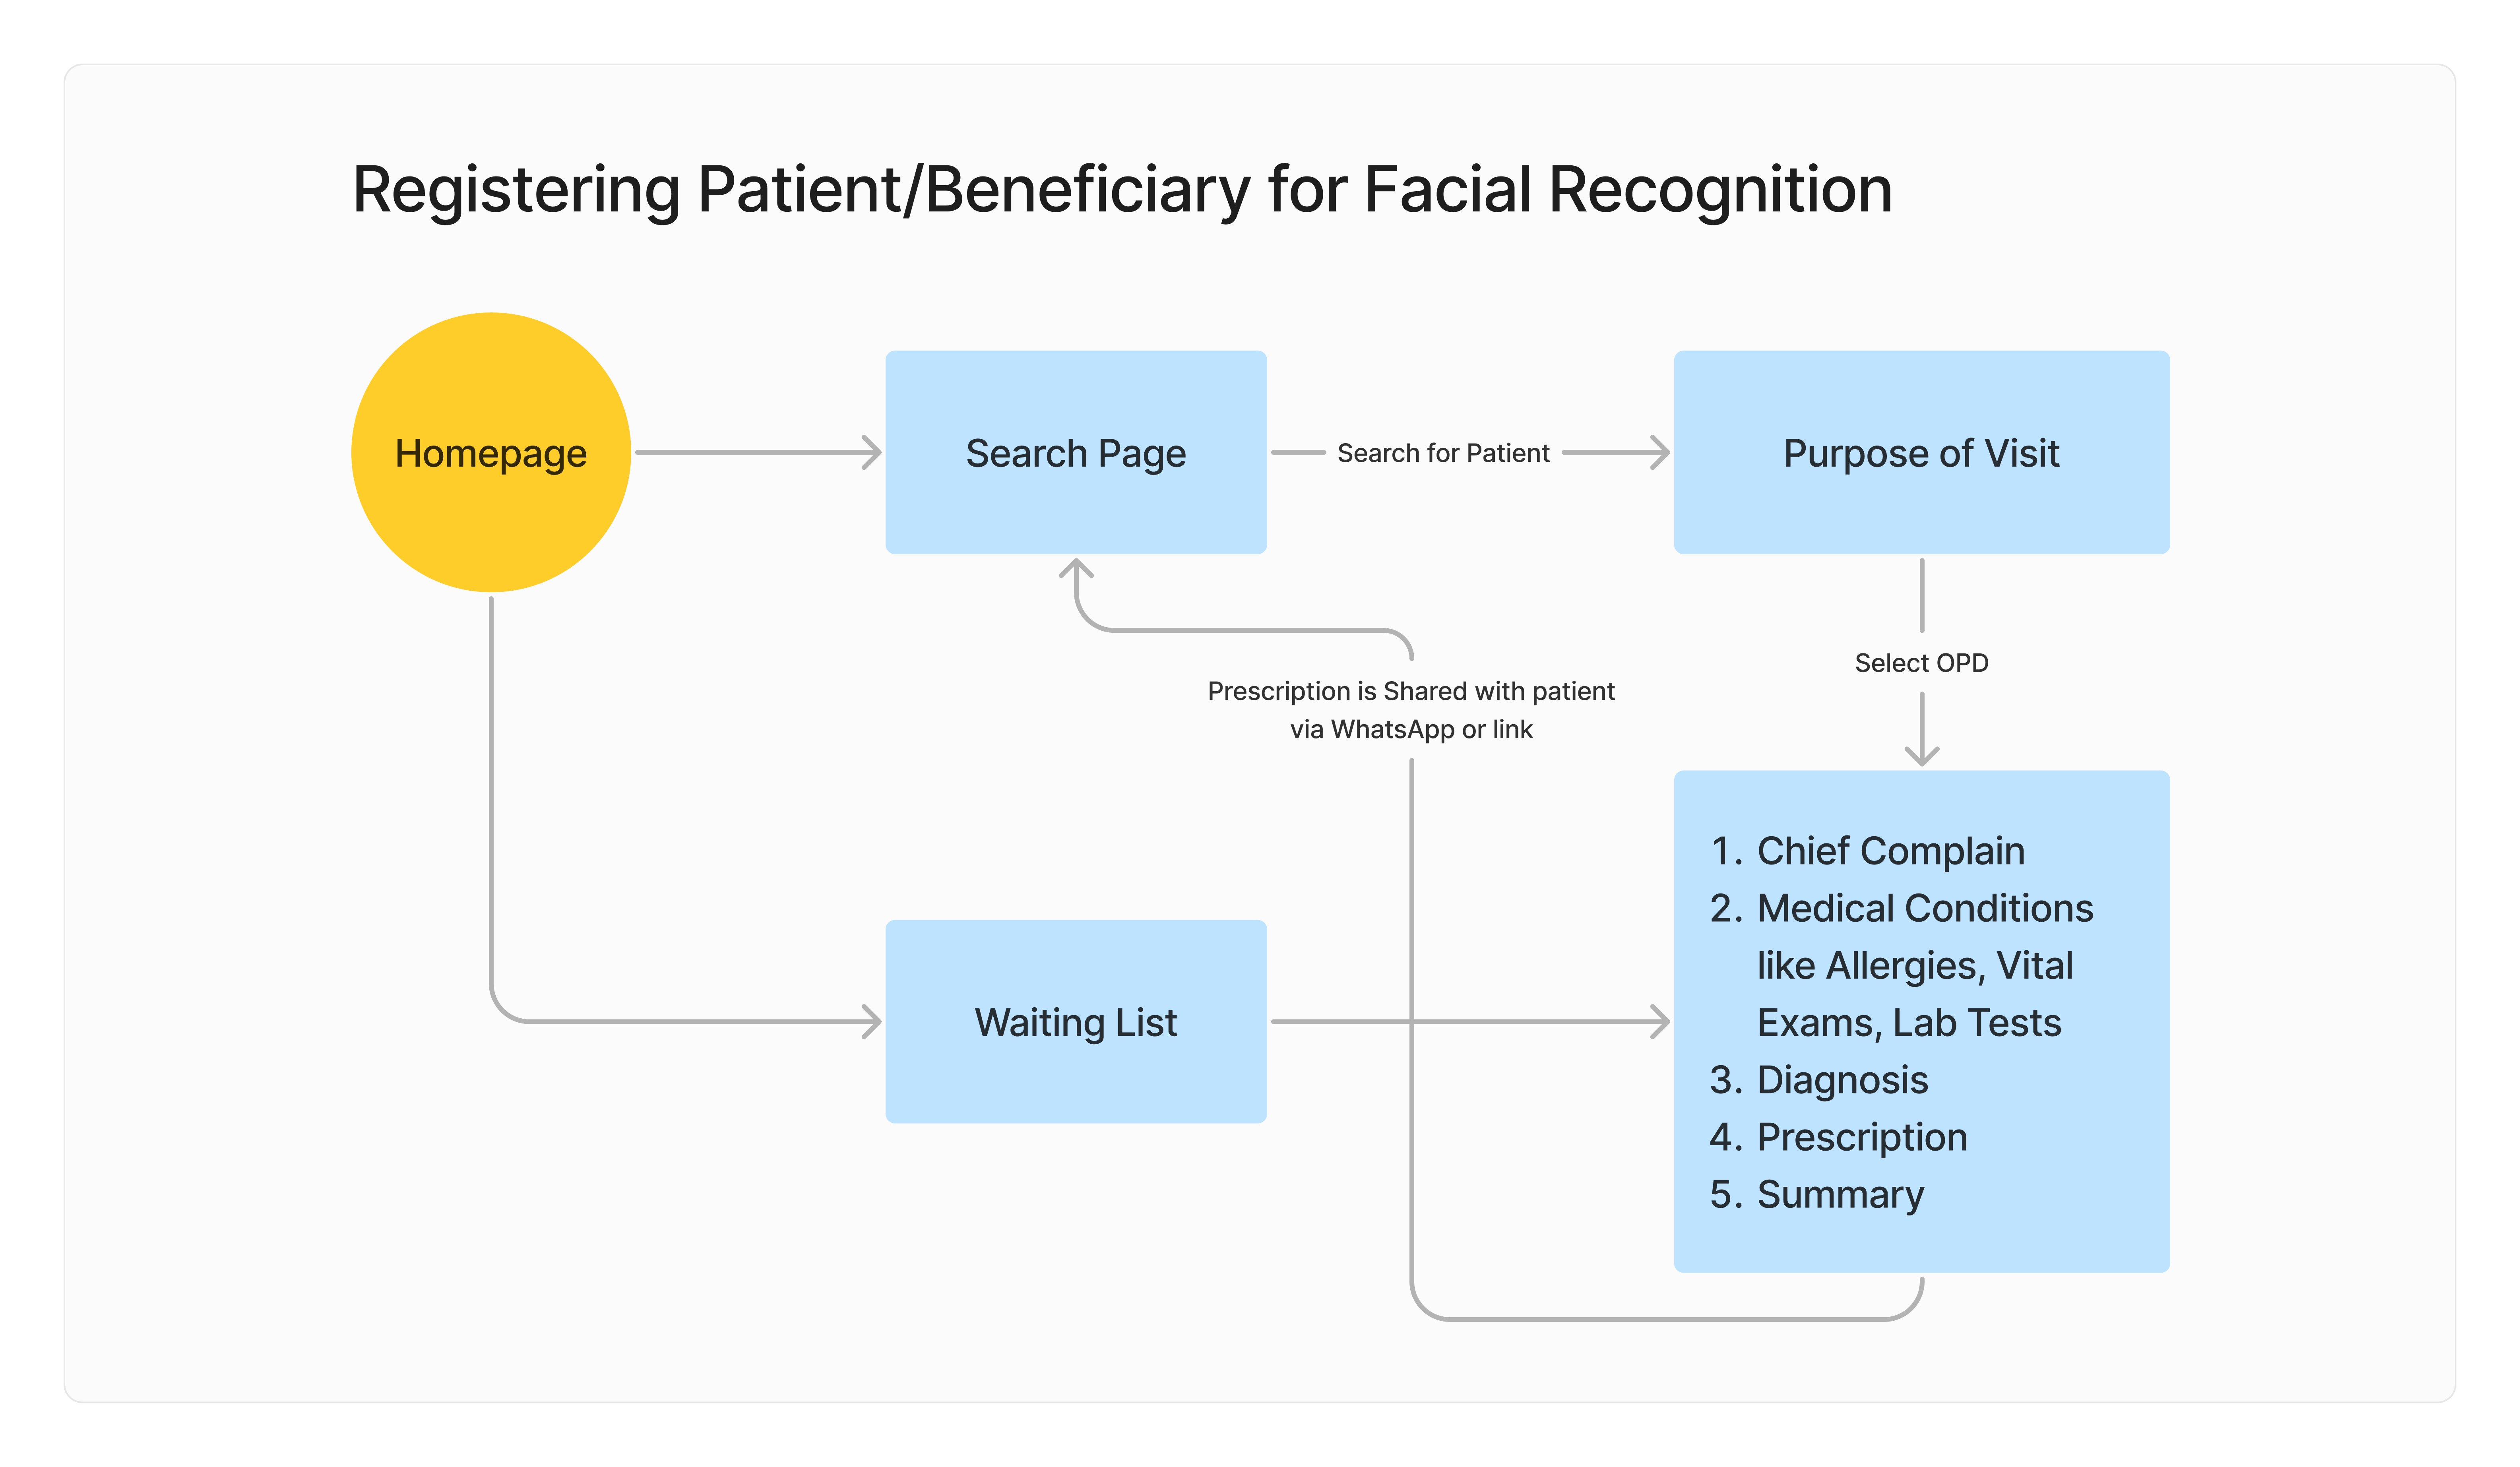 Registering Patient/Beneficiary for Facial Recognition
Homepage
Search Page
Search for Patient
Purpose of Visit
Select OPD
Prescription is Shared with patient
via WhatsApp or link
Waiting List
1. Chief Complain
2. Medical Conditions
like Allergies, Vital
Exams, Lab Tests
3. Diagnosis
4. Prescription
5. Summary